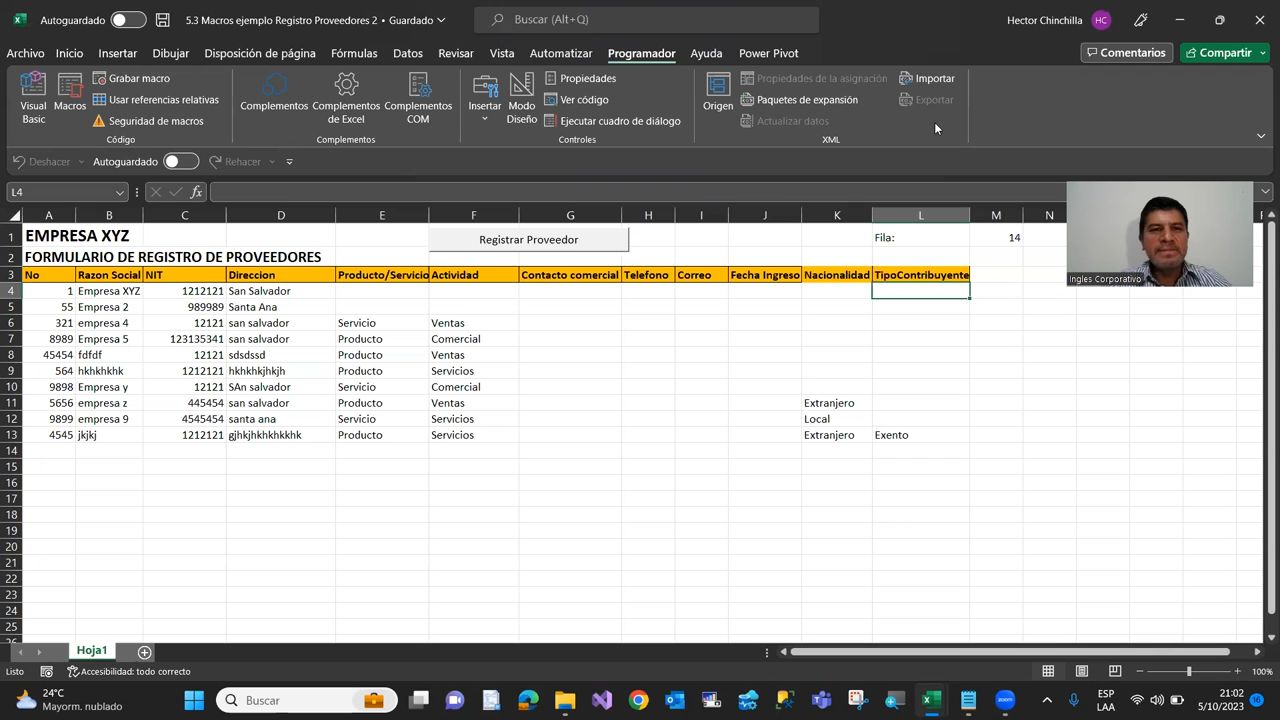 Autoguardado
5.3 Macros ejemplo Registro Proveedores 2 • Guardado
Buscar (Alt+Q)
Hector Chinchilla HC
Archivo Inicio Insertar Dibujar Disposición de página Fórmulas Datos Revisar Vista Automatizar Programador Ayuda Power Pivot Comentarios Compartir
Visual Basic
Macros
Grabar macro
Usar referencias relativas
Seguridad de macros
Código
Complementos
Complementos de Excel
Complementos COM
Complementos
Insertar
Modo Diseño
Propiedades
Ver código
Ejecutar cuadro de diálogo
Controles
Origen
Propiedades de la asignación
Paquetes de expansión
Actualizar datos
Importar
Exportar
XML
Deshacer Autoguardado Rehacer
L4 fx
A B C D E F G H I J K L M N
1 EMPRESA XYZ Registrar Proveedor Fila: 14
2 FORMULARIO DE REGISTRO DE PROVEEDORES
3 No Razon Social NIT Direccion Producto/Servicio Actividad Contacto comercial Telefono Correo Fecha Ingreso Nacionalidad TipoContribuyente
4 1 Empresa XYZ 1212121 San Salvador
5 55 Empresa 2 989989 Santa Ana
6 321 empresa 4 12121 san salvador Servicio Ventas
7 8989 Empresa 5 123135341 san salvador Producto Comercial
8 45454 fdfdf 12121 sdsdssd Producto Ventas
9 564 hkhkhkhk 1212121 hkhkhkjhkjh Producto Servicios
10 9898 Empresa y 12121 SAn salvador Servicio Comercial
11 5656 empresa z 445454 san salvador Producto Ventas Extranjero
12 9899 empresa 9 4545454 santa ana Servicio Servicios Local
13 4545 jkjkj 1212121 gjhkjhkhkhkhk Producto Servicios Extranjero Exento
14
15
16
17
18
19
20
21
22
23
24
25
Ingles Corporativo
Hoja1
Listo Accesibilidad: todo correcto 100%
24°C
Mayorm. nublado
Buscar
ESP
LAA
21:02
5/10/2023